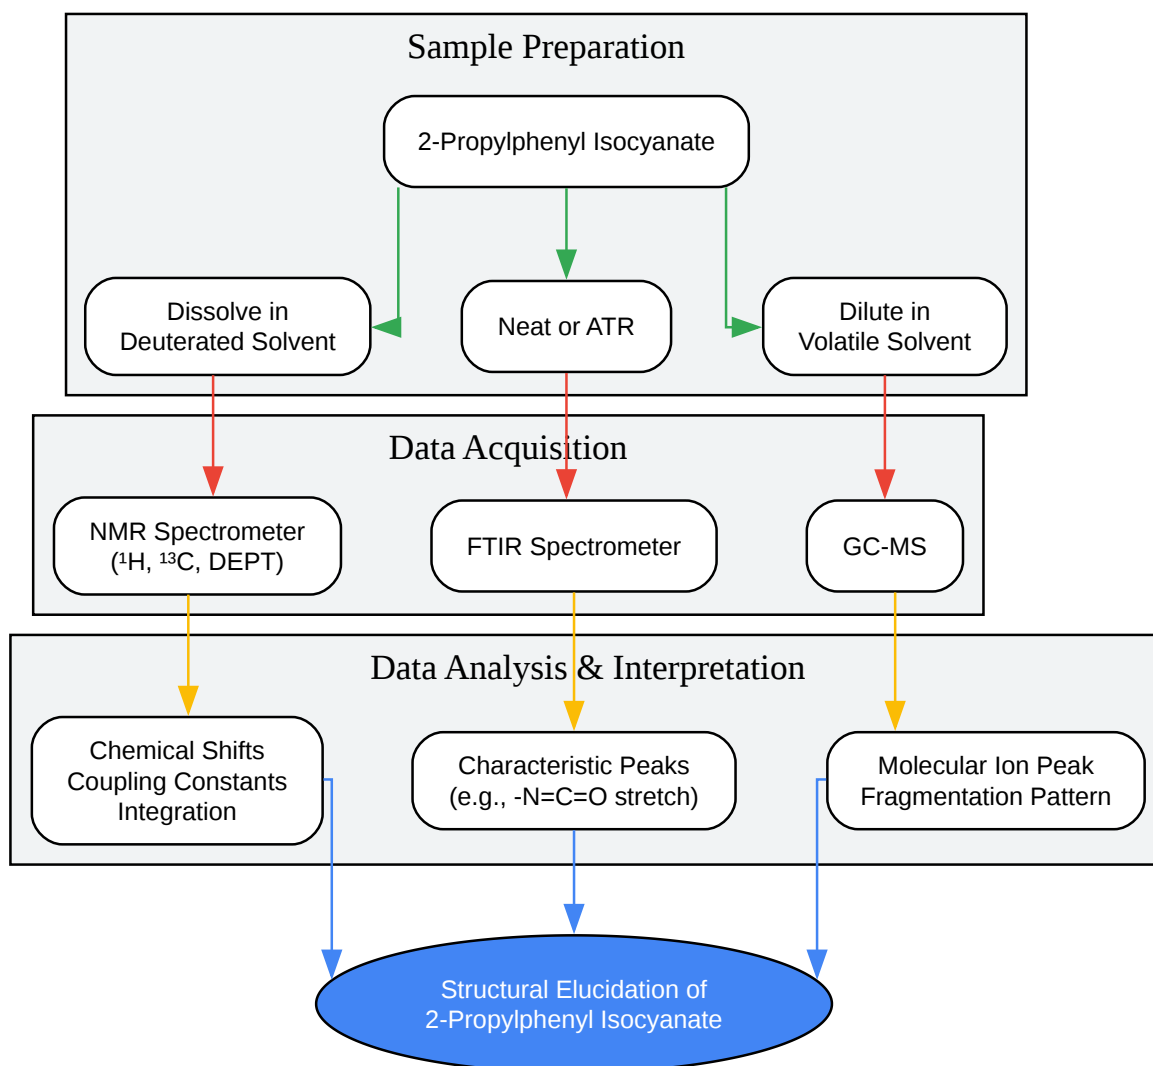 Sample Preparation
2-Propylphenyl Isocyanate
Dissolve in
Deuterated Solvent
Neat or ATR
Dilute in
Volatile Solvent
Data Acquisition
NMR Spectrometer
(¹H, ¹³C, DEPT)
FTIR Spectrometer
GC-MS
Data Analysis & Interpretation
Chemical Shifts
Coupling Constants
Integration
Characteristic Peaks
(e.g., -N=C=O stretch)
Molecular Ion Peak
Fragmentation Pattern
Structural Elucidation of
2-Propylphenyl Isocyanate